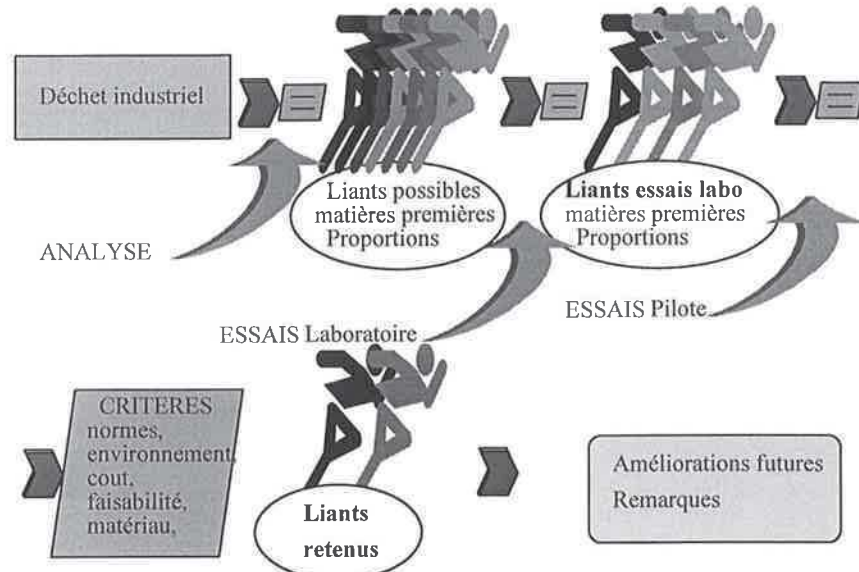 Déchet industriel
Liants possibles
matières premières
Proportions
Liants essais labo
matières premières
Proportions
ANALYSE
ESSAIS Laboratoire
ESSAIS Pilote
CRITERES
normes,
environnement,
cout,
faisabilité,
matériau,
Liants
retenus
Améliorations futures
Remarques